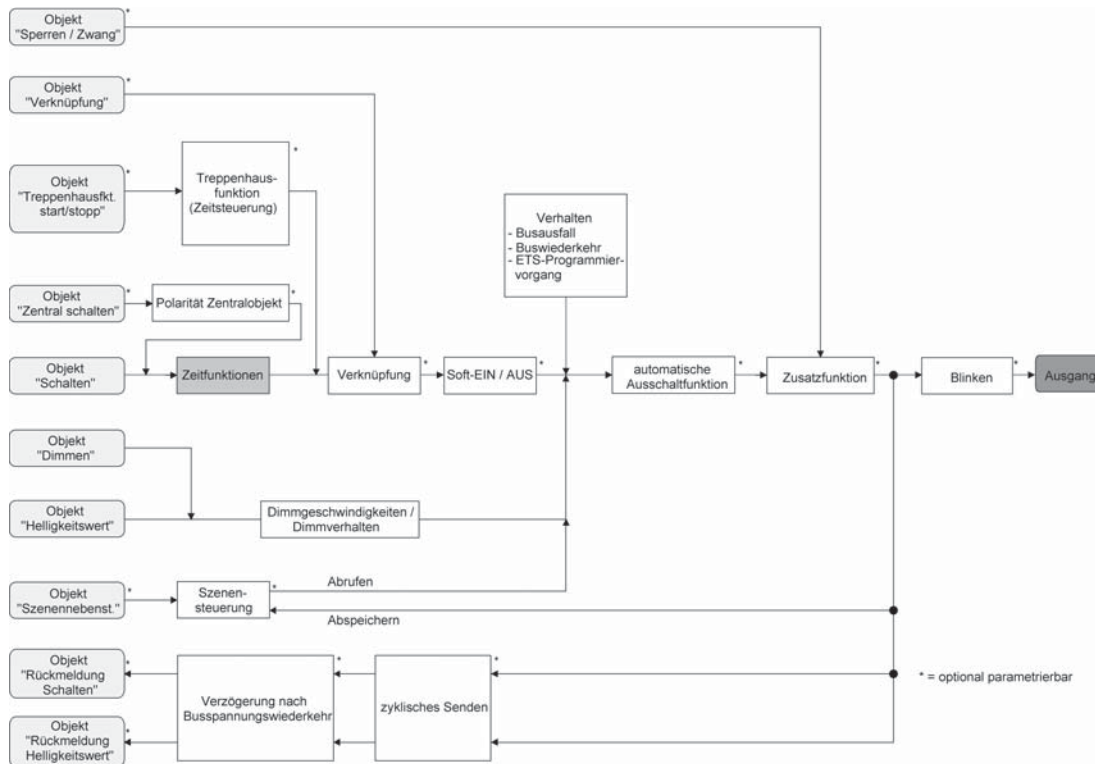 Objekt
"Sperren / Zwang"
*
Objekt
"Verknüpfung"
*
Objekt
"Treppenhausfkt.
start/stopp"
*
Treppenhaus-
funktion
(Zeitsteuerung)
*
Verhalten
- Busausfall
- Buswiederkehr
- ETS-Programmier-
vorgang
Objekt
"Zentral schalten"
*
Polarität Zentralobjekt
*
Objekt
"Schalten"
*
Zeitfunktionen
Verknüpfung
*
Soft-EIN / AUS
*
automatische
Ausschaltfunktion
*
Zusatzfunktion
*
Blinken
*
Ausgang
Objekt
"Dimmen"
Objekt
"Helligkeitswert"
Dimmgeschwindigkeiten /
Dimmverhalten
Objekt
"Szenennebenst."
*
Szenen-
steuerung
*
Abrufen
Abspeichern
Objekt
"Rückmeldung
Schalten"
*
Verzögerung nach
Busspannungswiederkehr
*
zyklisches Senden
*
* = optional parametrierbar
Objekt
"Rückmeldung
Helligkeitswert"
*